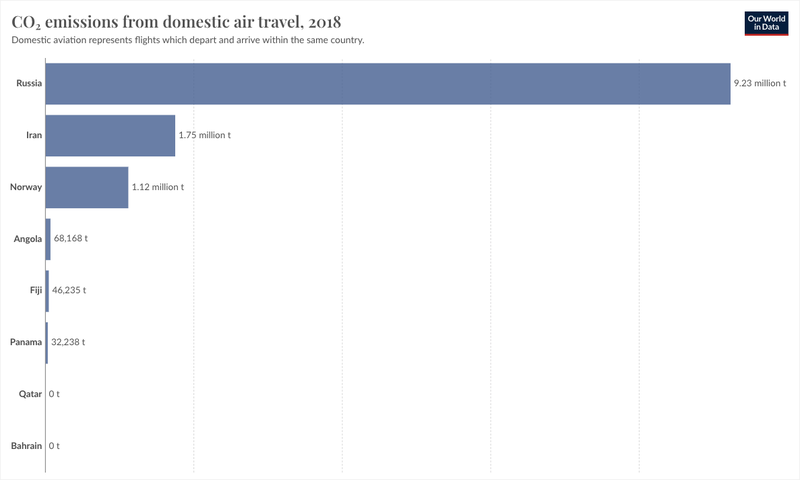 CO₂ emissions from domestic air travel, 2018
Domestic aviation represents flights which depart and arrive within the same country.
Our World
in Data
Russia 9.23 million t
Iran 1.75 million t
Norway 1.12 million t
Angola 68,168 t
Fiji 46,235 t
Panama 32,238 t
Qatar 0 t
Bahrain 0 t